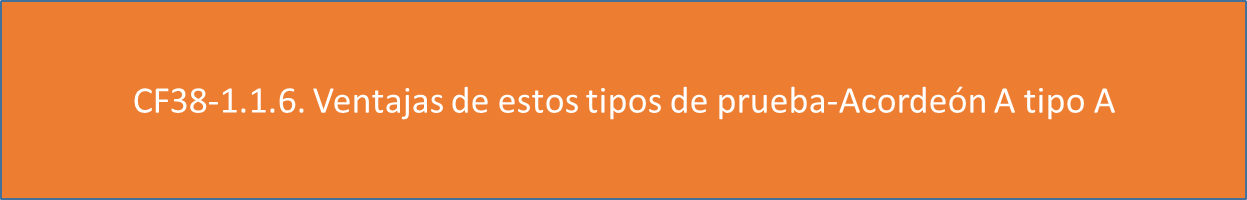 CF38-1.1.6. Ventajas de estos tipos de prueba-Acordeón A tipo A